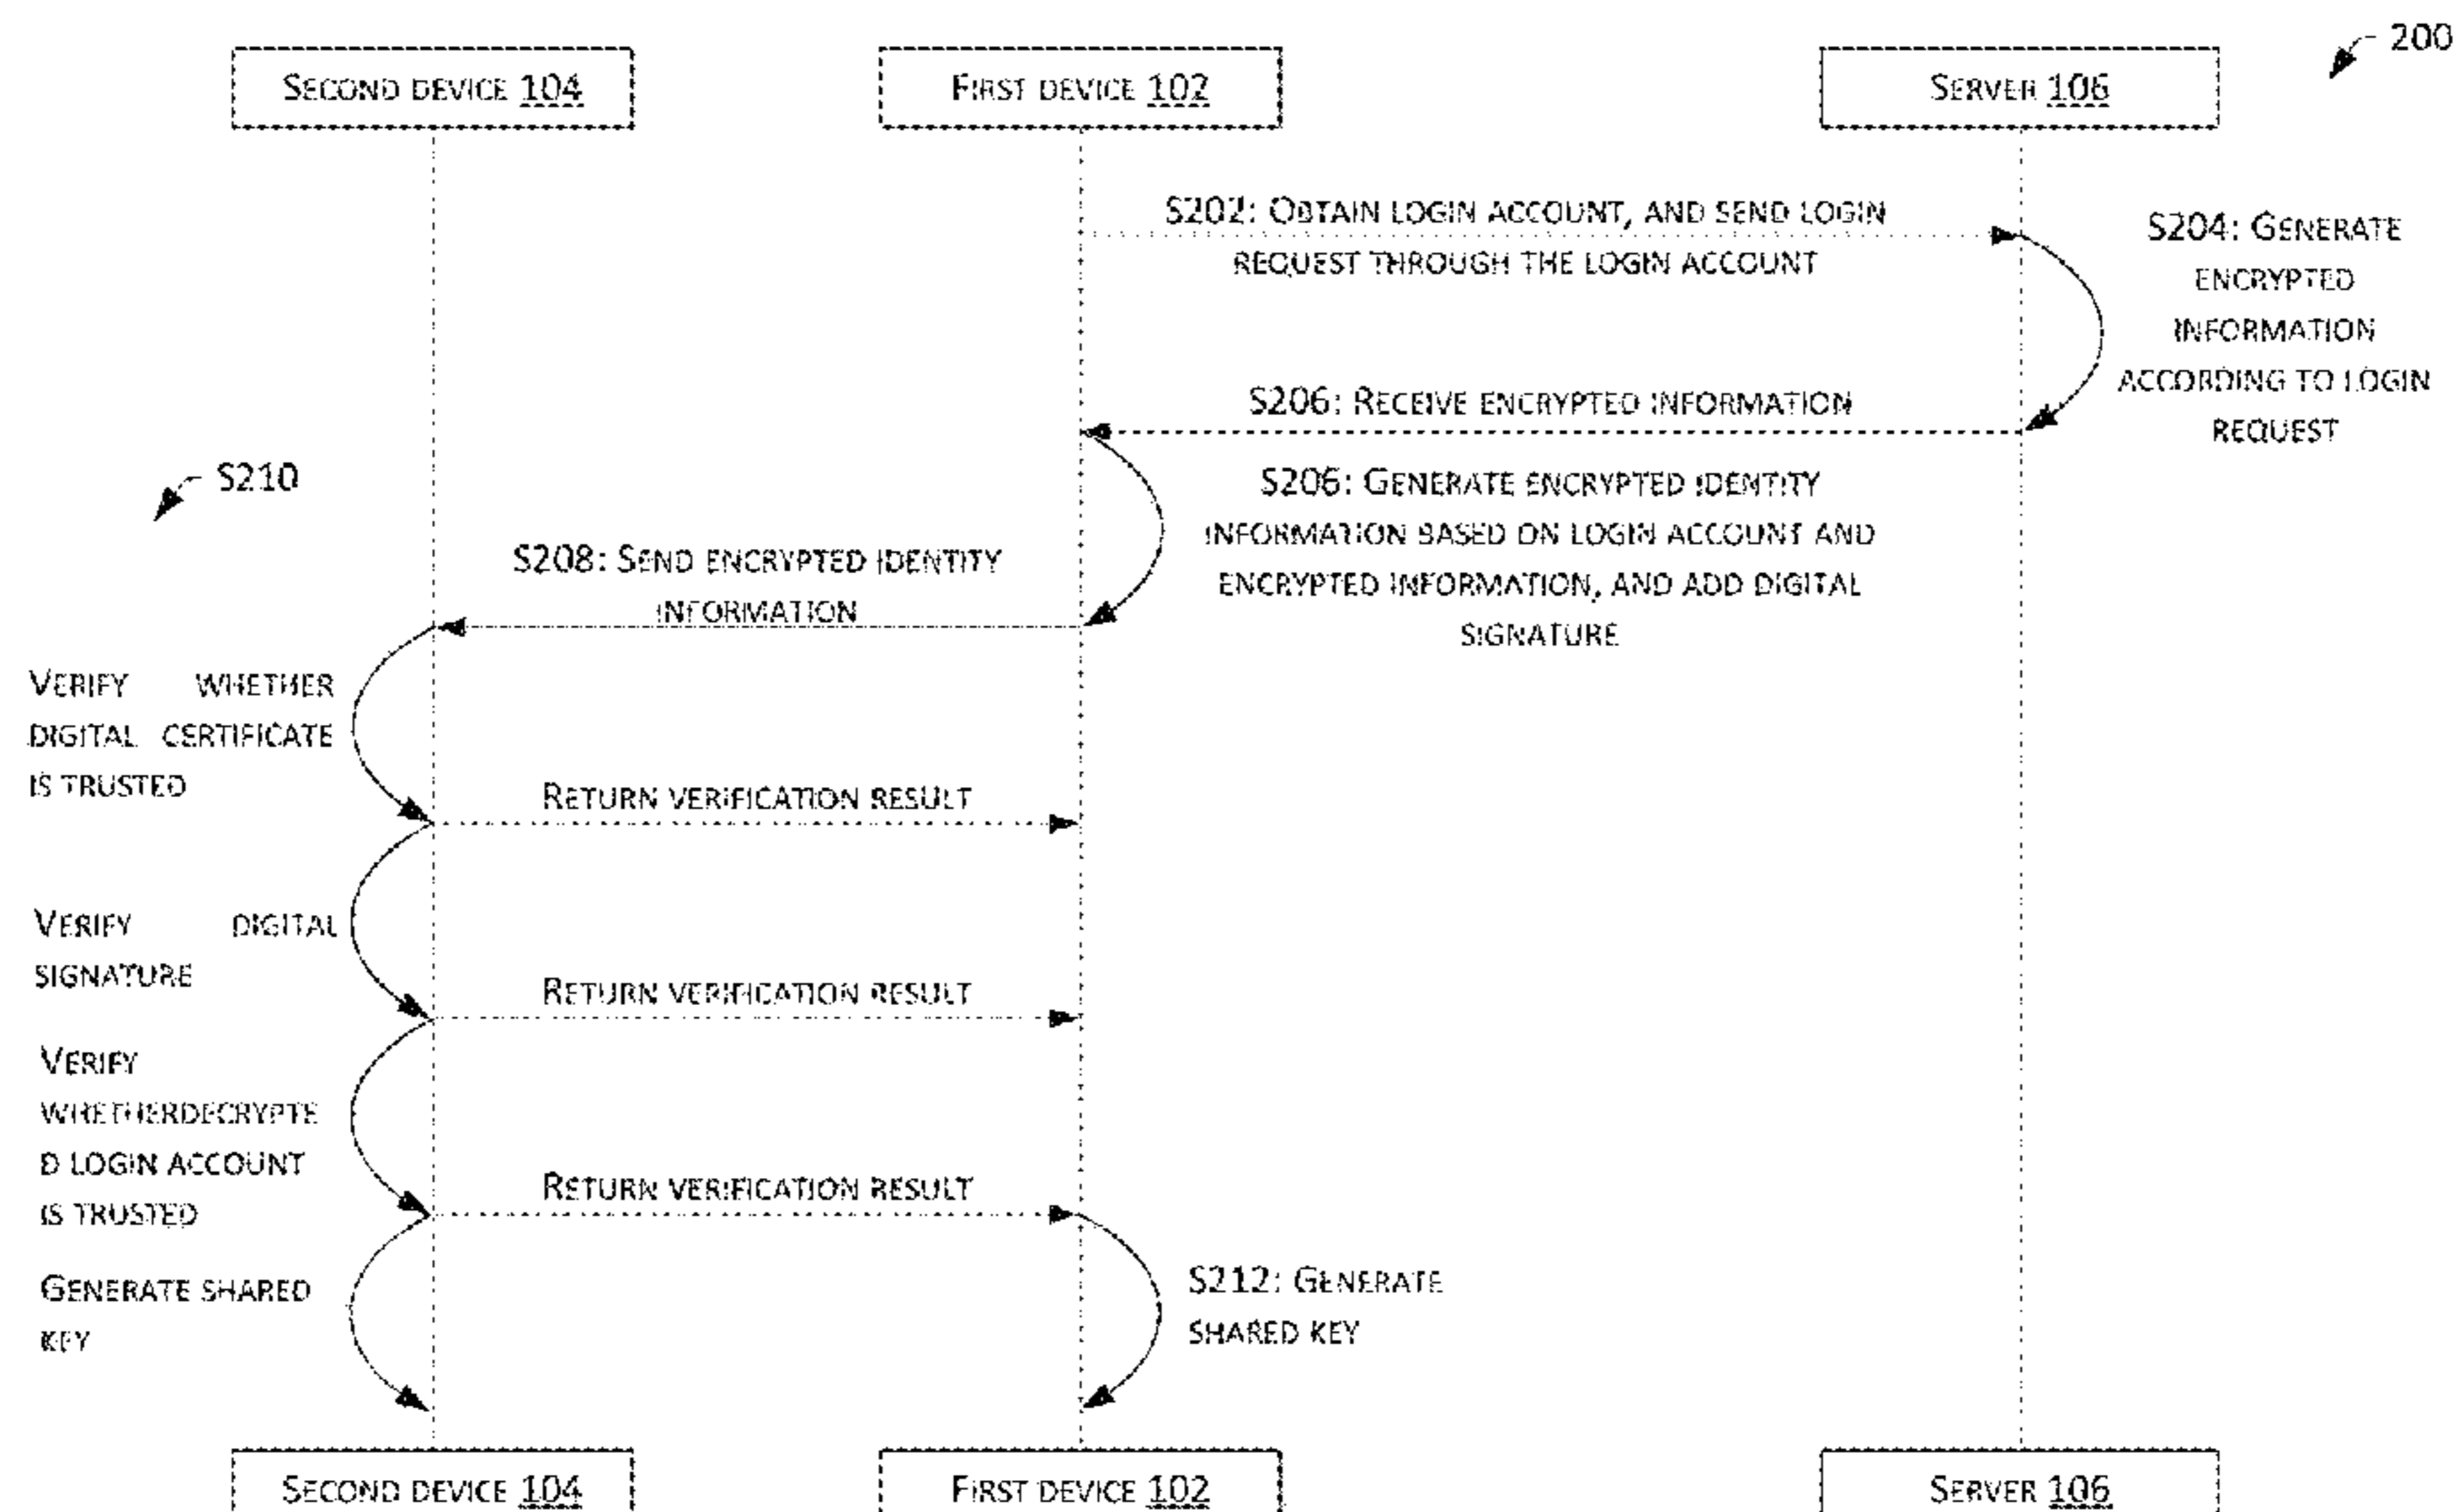 200
SECOND DEVICE 104
FIRST DEVICE 102
SERVER 106
S202: OBTAIN LOGIN ACCOUNT, AND SEND LOGIN
REQUEST THROUGH THE LOGIN ACCOUNT
S204: GENERATE
ENCRYPTED
INFORMATION
ACCORDING TO LOGIN
REQUEST
S206: RECEIVE ENCRYPTED INFORMATION
S210
S206: GENERATE ENCRYPTED IDENTITY
INFORMATION BASED ON LOGIN ACCOUNT AND
ENCRYPTED INFORMATION, AND ADD DIGITAL
SIGNATURE
S208: SEND ENCRYPTED IDENTITY
INFORMATION
VERIFY WHETHER
DIGITAL CERTIFICATE
IS TRUSTED
RETURN VERIFICATION RESULT
VERIFY DIGITAL
SIGNATURE
RETURN VERIFICATION RESULT
VERIFY
WHETHERDECRYPTE
D LOGIN ACCOUNT
IS TRUSTED
RETURN VERIFICATION RESULT
GENERATE SHARED
KEY
S212: GENERATE
SHARED KEY
SECOND DEVICE 104
FIRST DEVICE 102
SERVER 106